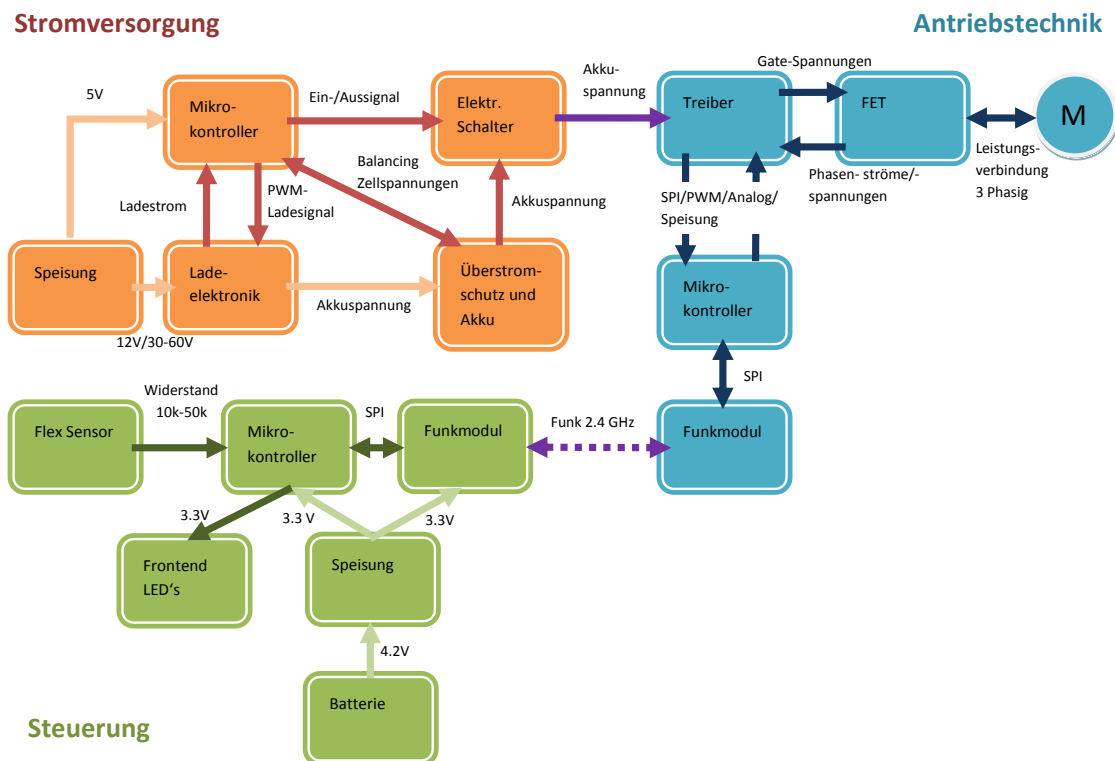 Stromversorgung
Antriebstechnik
5V
Mikro-
kontroller
Ein-/Aussignal
Elektr.
Schalter
Akku-
spannung
Treiber
Gate-Spannungen
FET
M
Leistungs-
verbindung
3 Phasig
Phasen- ströme/-
spannungen
Balancing
Zellspannungen
PWM-
Ladesignal
Ladestrom
Akkuspannung
SPI/PWM/Analog/
Speisung
Speisung
Lade-
elektronik
Akkuspannung
Überstrom-
schutz und
Akku
12V/30-60V
Mikro-
kontroller
SPI
Widerstand
10k-50k
Flex Sensor
Mikro-
kontroller
SPI
Funkmodul
Funk 2.4 GHz
Funkmodul
3.3V
3.3 V
3.3V
Frontend
LED‘s
Speisung
4.2V
Batterie
Steuerung